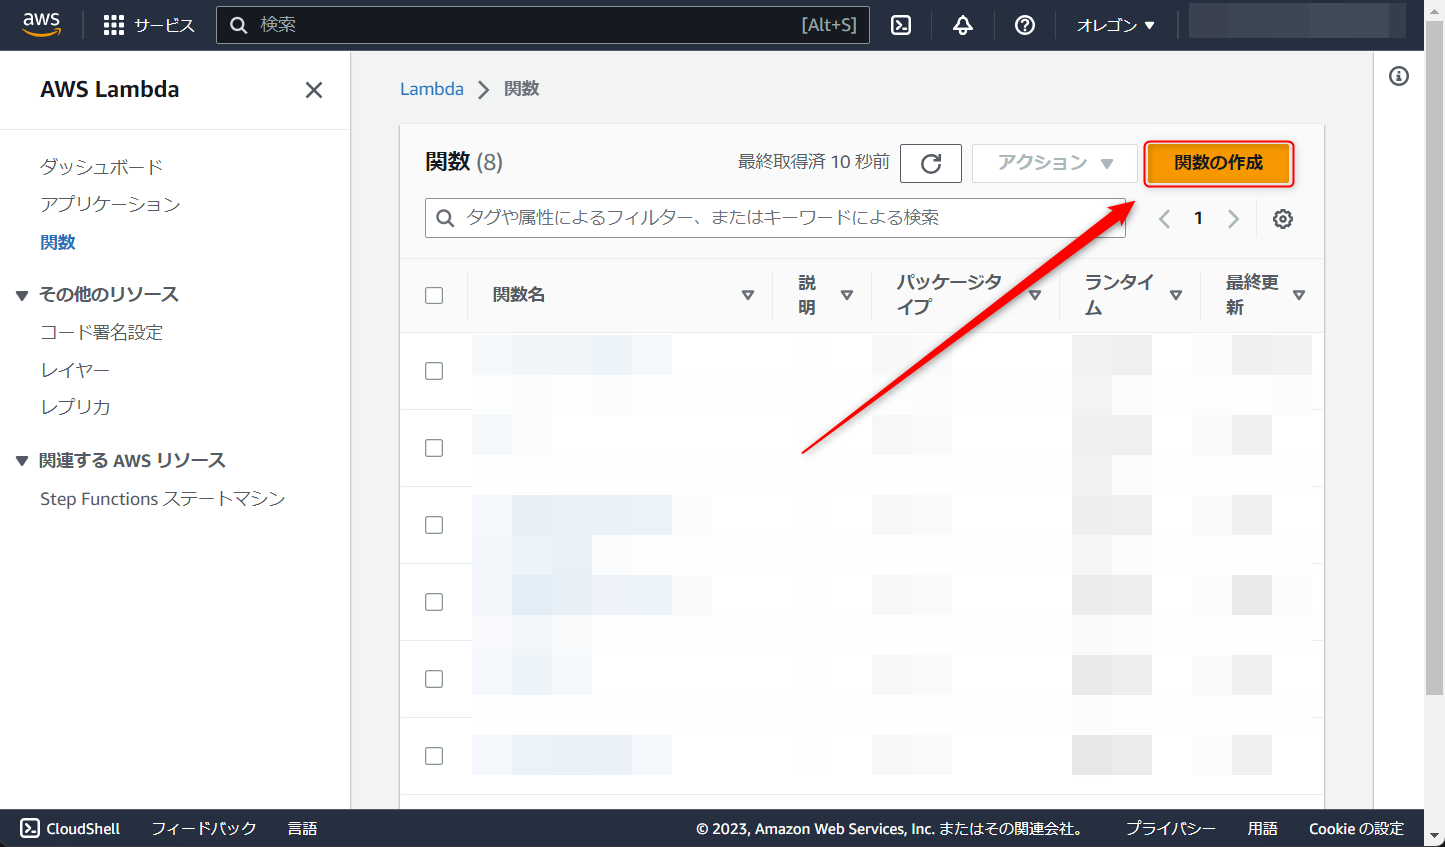 aws
サービス
検索
[Alt+S]
オレゴン
AWS Lambda
ダッシュボード
アプリケーション
関数
その他のリソース
コード署名設定
レイヤー
レプリカ
関連する AWS リソース
Step Functions ステートマシン
Lambda
関数
関数 (8)
最終取得済 10 秒前
アクション
関数の作成
タグや属性によるフィルター、またはキーワードによる検索
1
関数名
説
明
パッケージタ
イプ
ランタイ
ム
最終更
新
CloudShell
フィードバック
言語
© 2023, Amazon Web Services, Inc. またはその関連会社。
プライバシー
用語
Cookie の設定